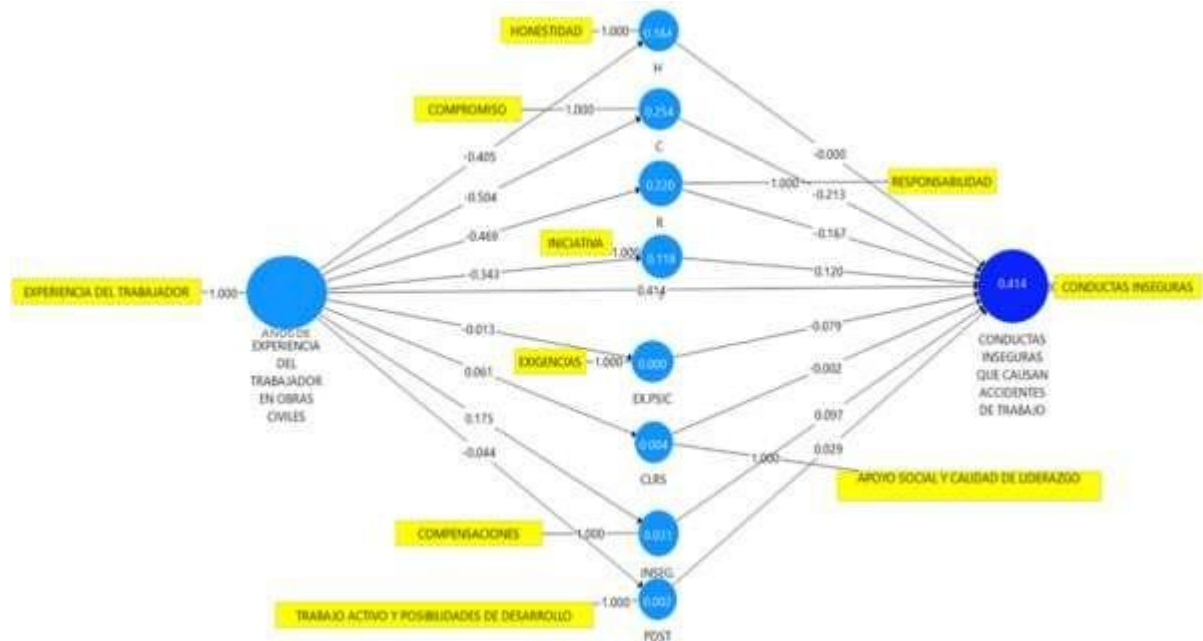 HONESTIDAD
1.000
0.164
H
COMPROMISO
1.000
0.254
C
-0.405
-0.000
-0.504
0.220
1.000
RESPONSABILIDAD
-0.213
R
-0.469
-0.167
INICIATIVA
1.000
0.118
-0.343
0.120
EXPERIENCIA DEL TRABAJADOR
1.000
0.414
0.414
CONDUCTAS INSEGURAS
AÑOS DE
EXPERIENCIA
DEL
TRABAJADOR
EN OBRAS
CIVILES
-0.013
-0.079
EXIGENCIAS
1.000
0.000
EX.PSIC
CONDUCTAS
INSEGURAS
QUE CAUSAN
ACCIDENTES
DE TRABAJO
0.061
-0.002
0.175
0.097
-0.044
0.004
0.029
1.000
CLRS
APOYO SOCIAL Y CALIDAD DE LIDERAZGO
COMPENSACIONES
1.000
0.031
INSEG
TRABAJO ACTIVO Y POSIBILIDADES DE DESARROLLO
1.000
0.002